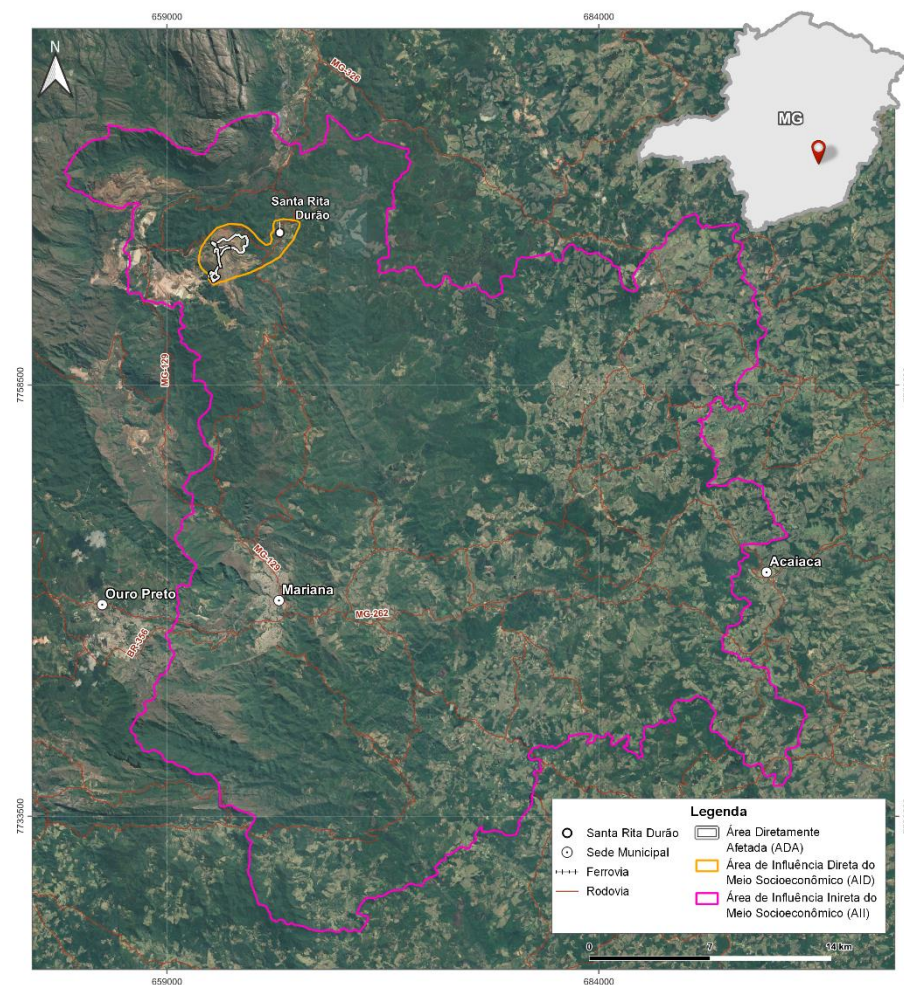 659000
684000
N
MG-326
MG
Santa Rita
Durão
MG-129
7758500
Ouro Preto
MG-129
Mariana
MG-262
BR-356
Acaiaca
7733500
Legenda
Santa Rita Durão
Sede Municipal
Ferrovia
Rodovia
Área Diretamente
Afetada (ADA)
Área de Influência Direta do
Meio Socioeconômico (AID)
Área de Influência Inireta do
Meio Socioeconômico (AII)
0
7
14 km
659000
684000